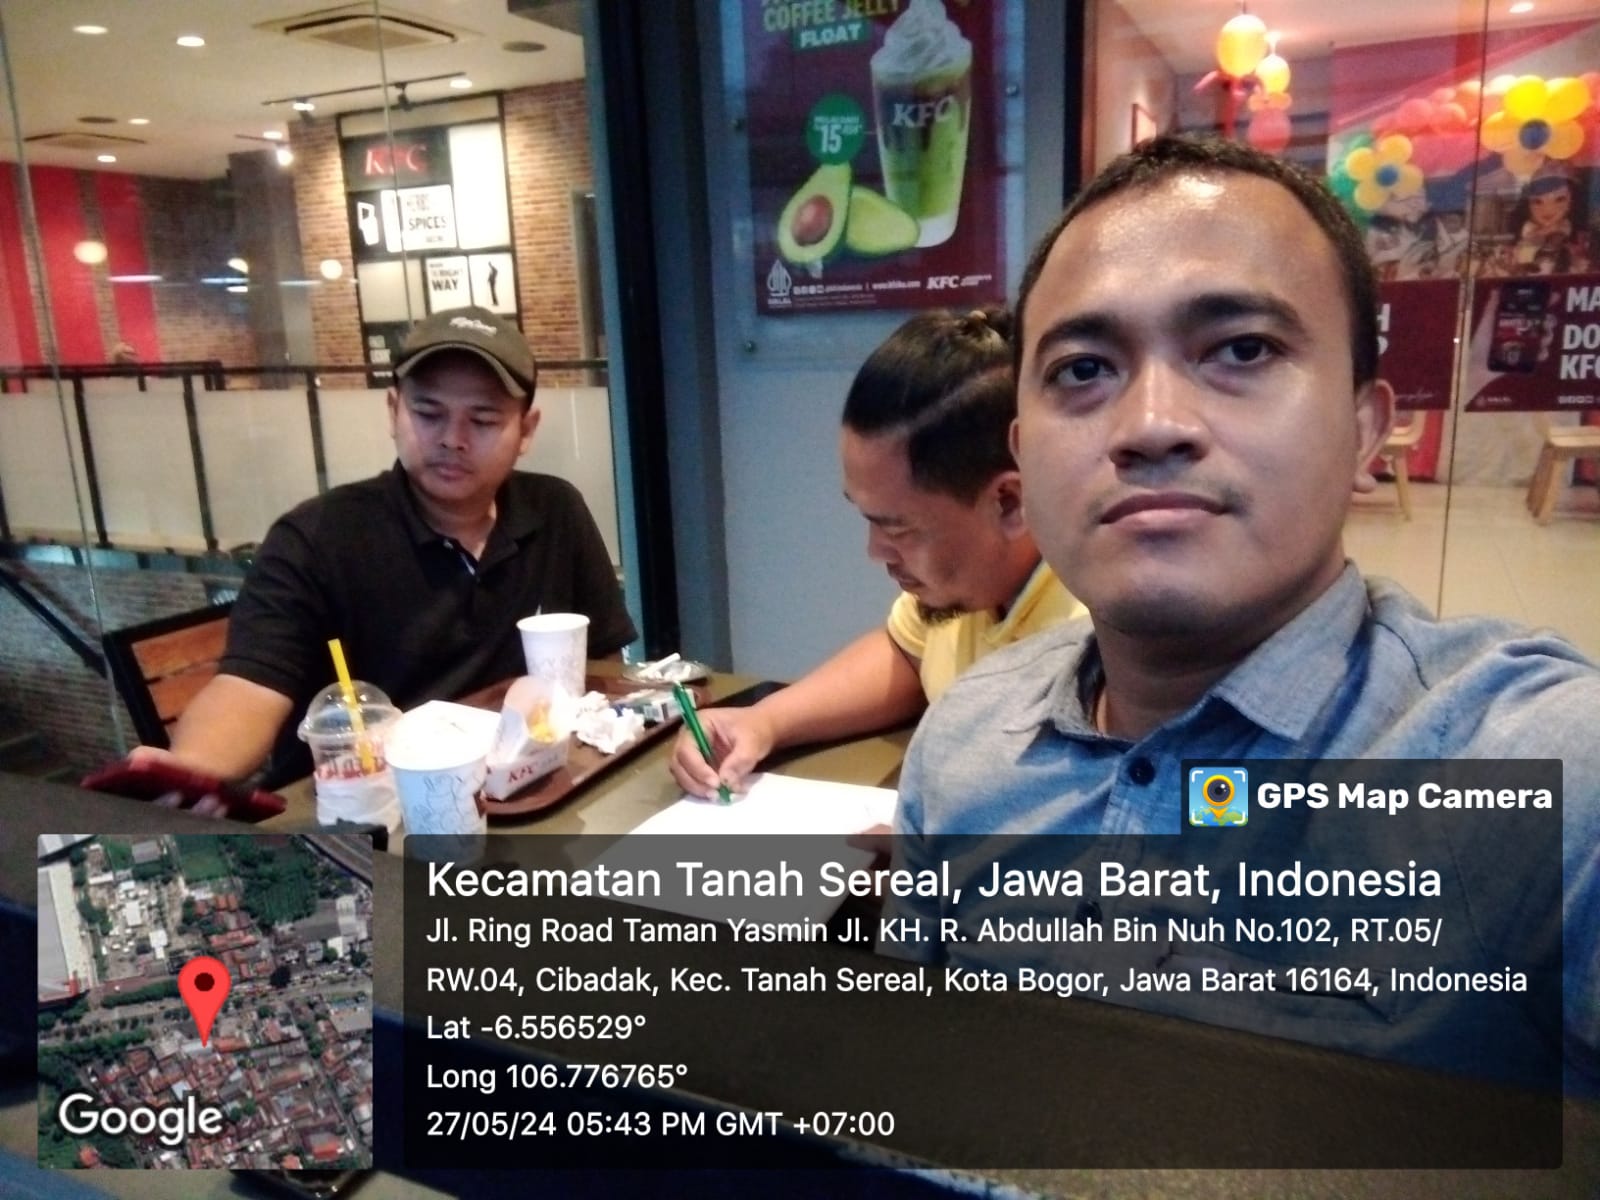 COFFEE JELLY
FLOAT
KFC
15
HALAL
KFC
KFC
SPICES
WAY
MA
DO
KFC
KFC
GPS Map Camera
Kecamatan Tanah Sereal, Jawa Barat, Indonesia
Jl. Ring Road Taman Yasmin Jl. KH. R. Abdullah Bin Nuh No.102, RT.05/
RW.04, Cibadak, Kec. Tanah Sereal, Kota Bogor, Jawa Barat 16164, Indonesia
Lat -6.556529°
Long 106.776765°
27/05/24 05:43 PM GMT +07:00
Google